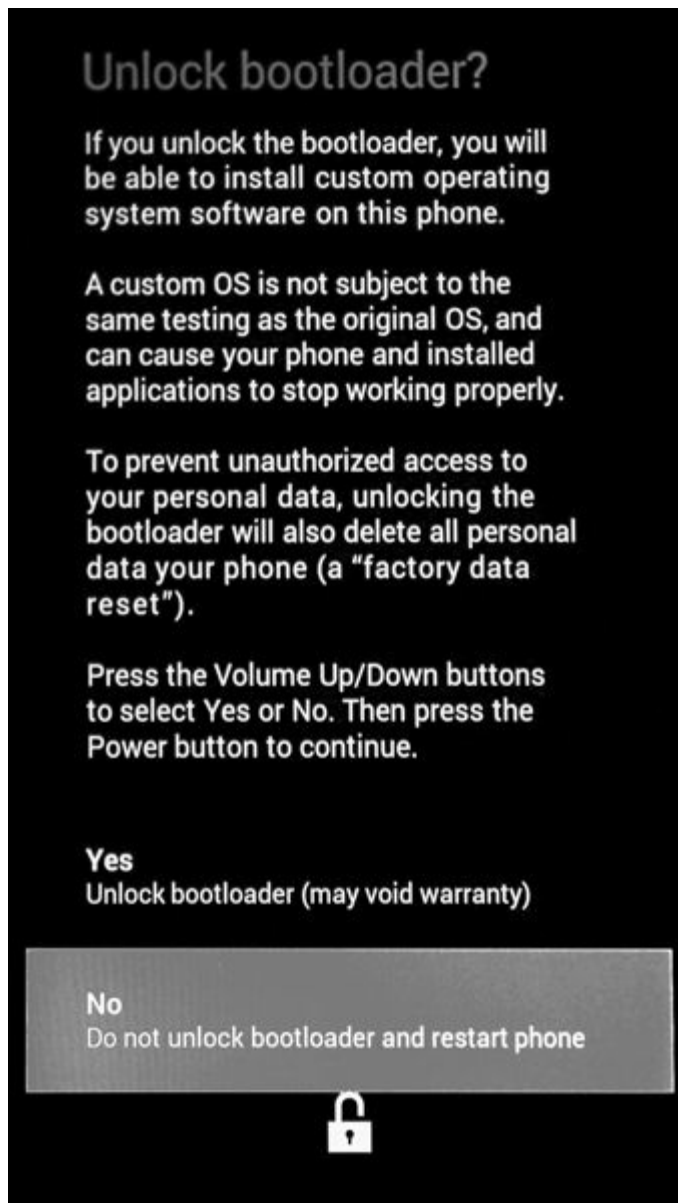 Unlock bootloader?
If you unlock the bootloader, you will
be able to install custom operating
system software on this phone.
A custom OS is not subject to the
same testing as the original OS, and
can cause your phone and installed
applications to stop working properly.
To prevent unauthorized access to
your personal data, unlocking the
bootloader will also delete all personal
data your phone (a “factory data
reset”).
Press the Volume Up/Down buttons
to select Yes or No. Then press the
Power button to continue.
Yes
Unlock bootloader (may void warranty)
No
Do not unlock bootloader and restart phone